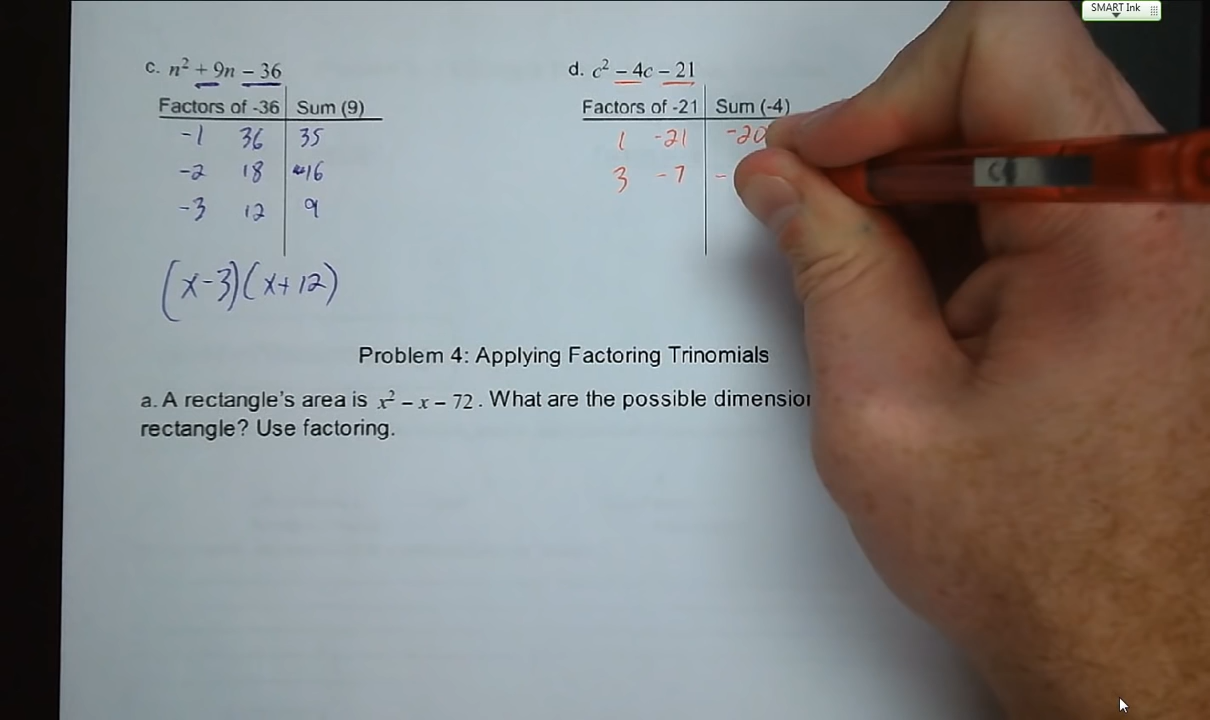 SMART Ink
c. n² + 9n − 36
Factors of -36 Sum (9)
-1 36 35
-2 18 16
-3 12 9
(x-3)(x+12)
d. c² − 4c − 21
Factors of -21 Sum (-4)
1 -21 -20
3 -7 -
Problem 4: Applying Factoring Trinomials
a. A rectangle's area is x² − x − 72. What are the possible
rectangle? Use factoring.